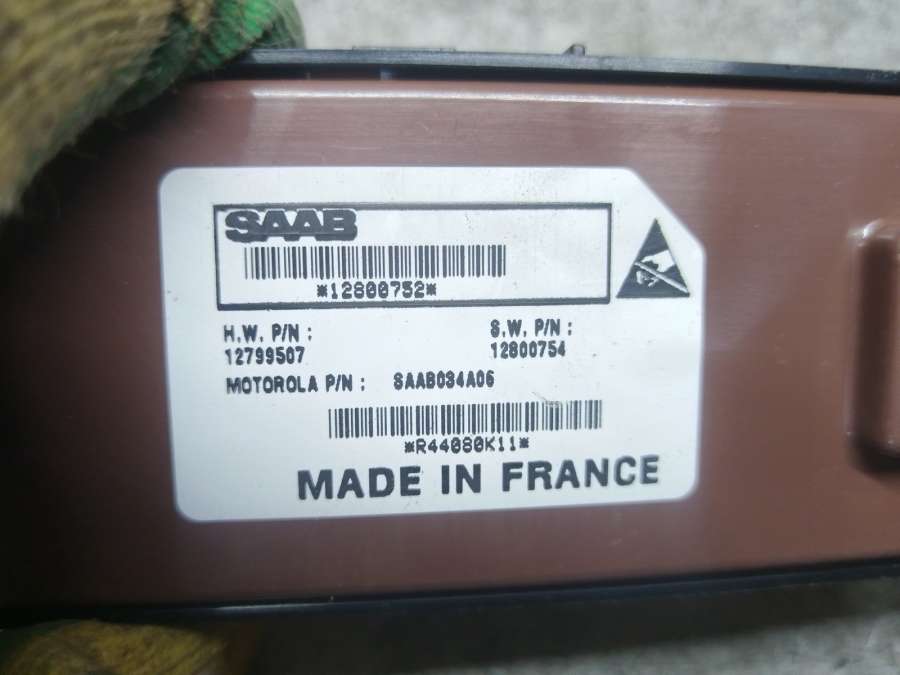 SAAB
*12800752*
H.W. P/N : S.W. P/N :
12799507 12800754
MOTOROLA P/N : SAAB034A06
*R44080K11*
MADE IN FRANCE